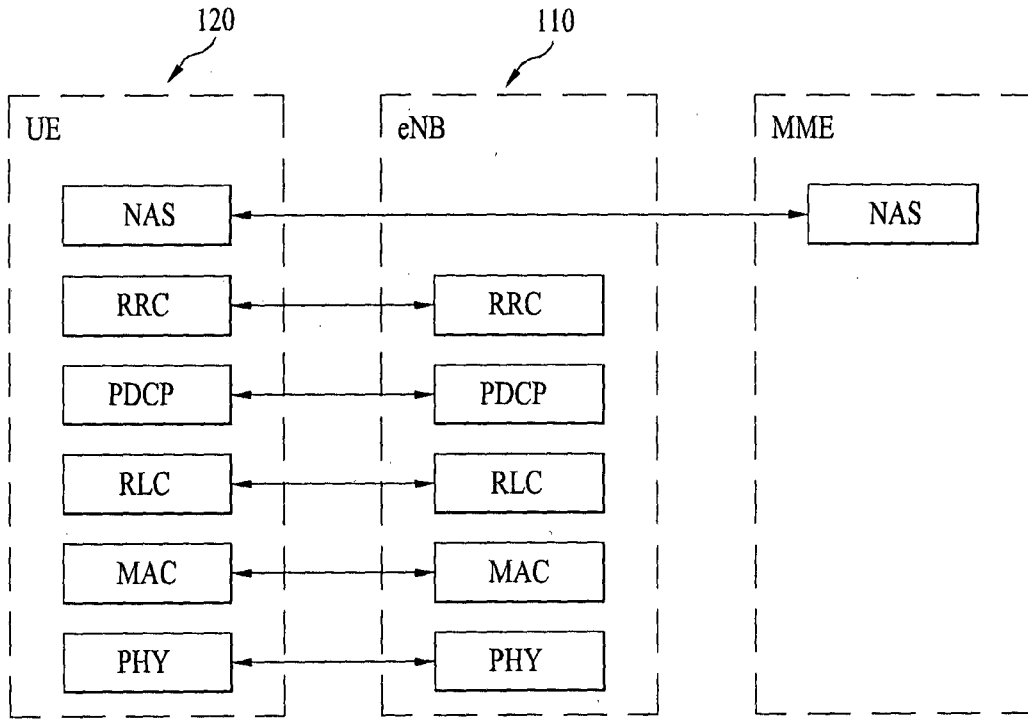 120
110
UE
eNB
MME
NAS
NAS
RRC
RRC
PDCP
PDCP
RLC
RLC
MAC
MAC
PHY
PHY